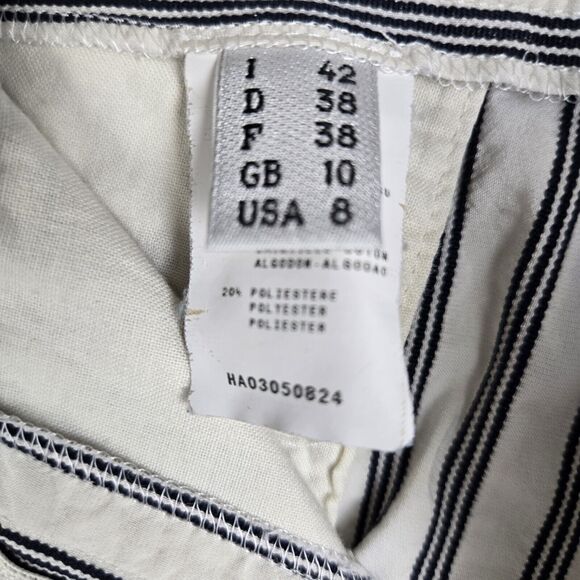 I 42
D 38
F 38
GB 10
USA 8
ALGODON-ALGODAO
20% POLIESTERE
POLYESTER
POLIESTER
HA03050824